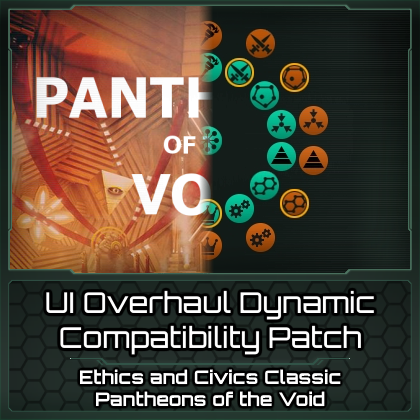 PANTH
OF
VO
UI Overhaul Dynamic
Compatibility Patch
Ethics and Civics Classic
Pantheons of the Void